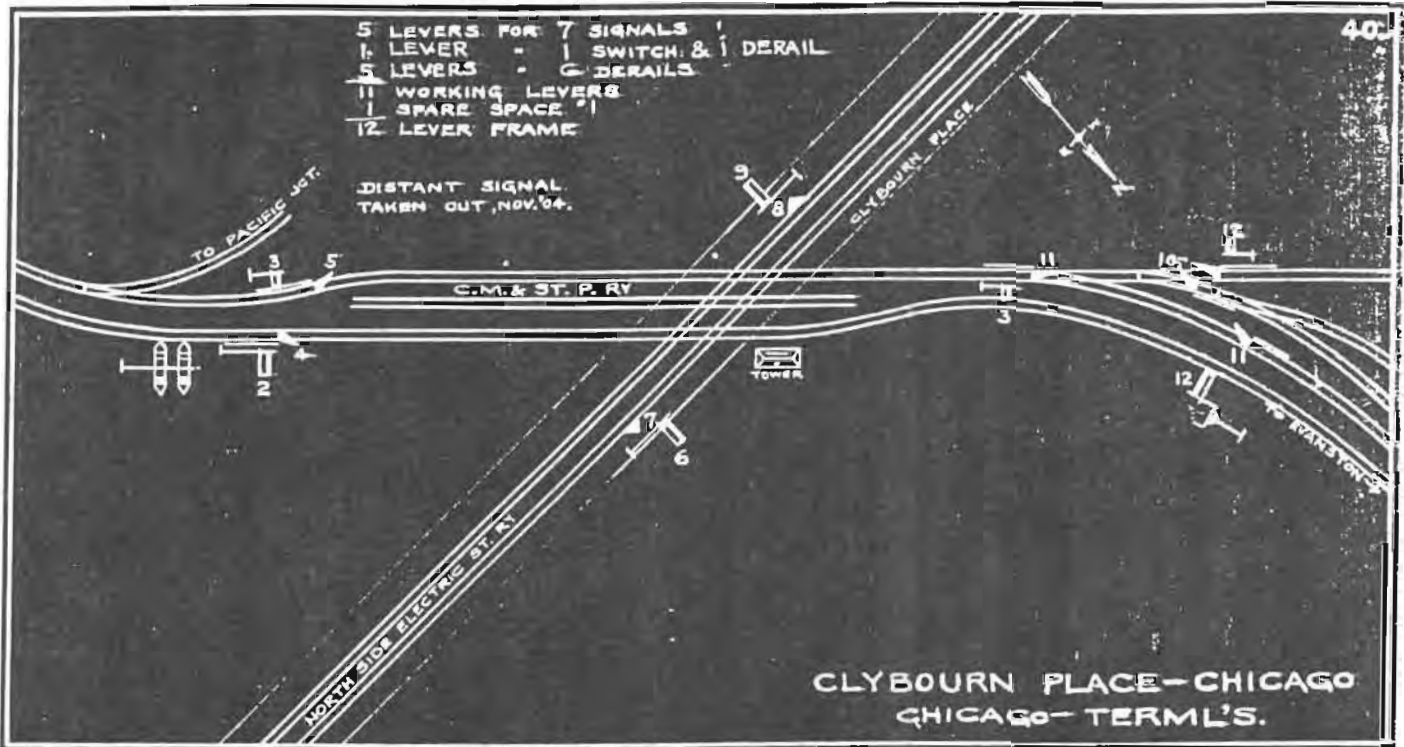 5 LEVERS FOR 7 SIGNALS
1 LEVER " 1 SWITCH & 1 DERAIL
5 LEVERS " 6 DERAILS
11 WORKING LEVERS
1 SPARE SPACE #1
12 LEVER FRAME
40
DISTANT SIGNAL
TAKEN OUT, NOV. '04.
TO PACIFIC JCT.
CLYBOURN PLACE
N
9
8
12
3
5
11
10
C.M. & ST. P. RY
3
4
2
TOWER
11
12
7
6
TO EVANSTON
NORTH SIDE ELECTRIC ST. RY
CLYBOURN PLACE-CHICAGO
CHICAGO-TERML'S.